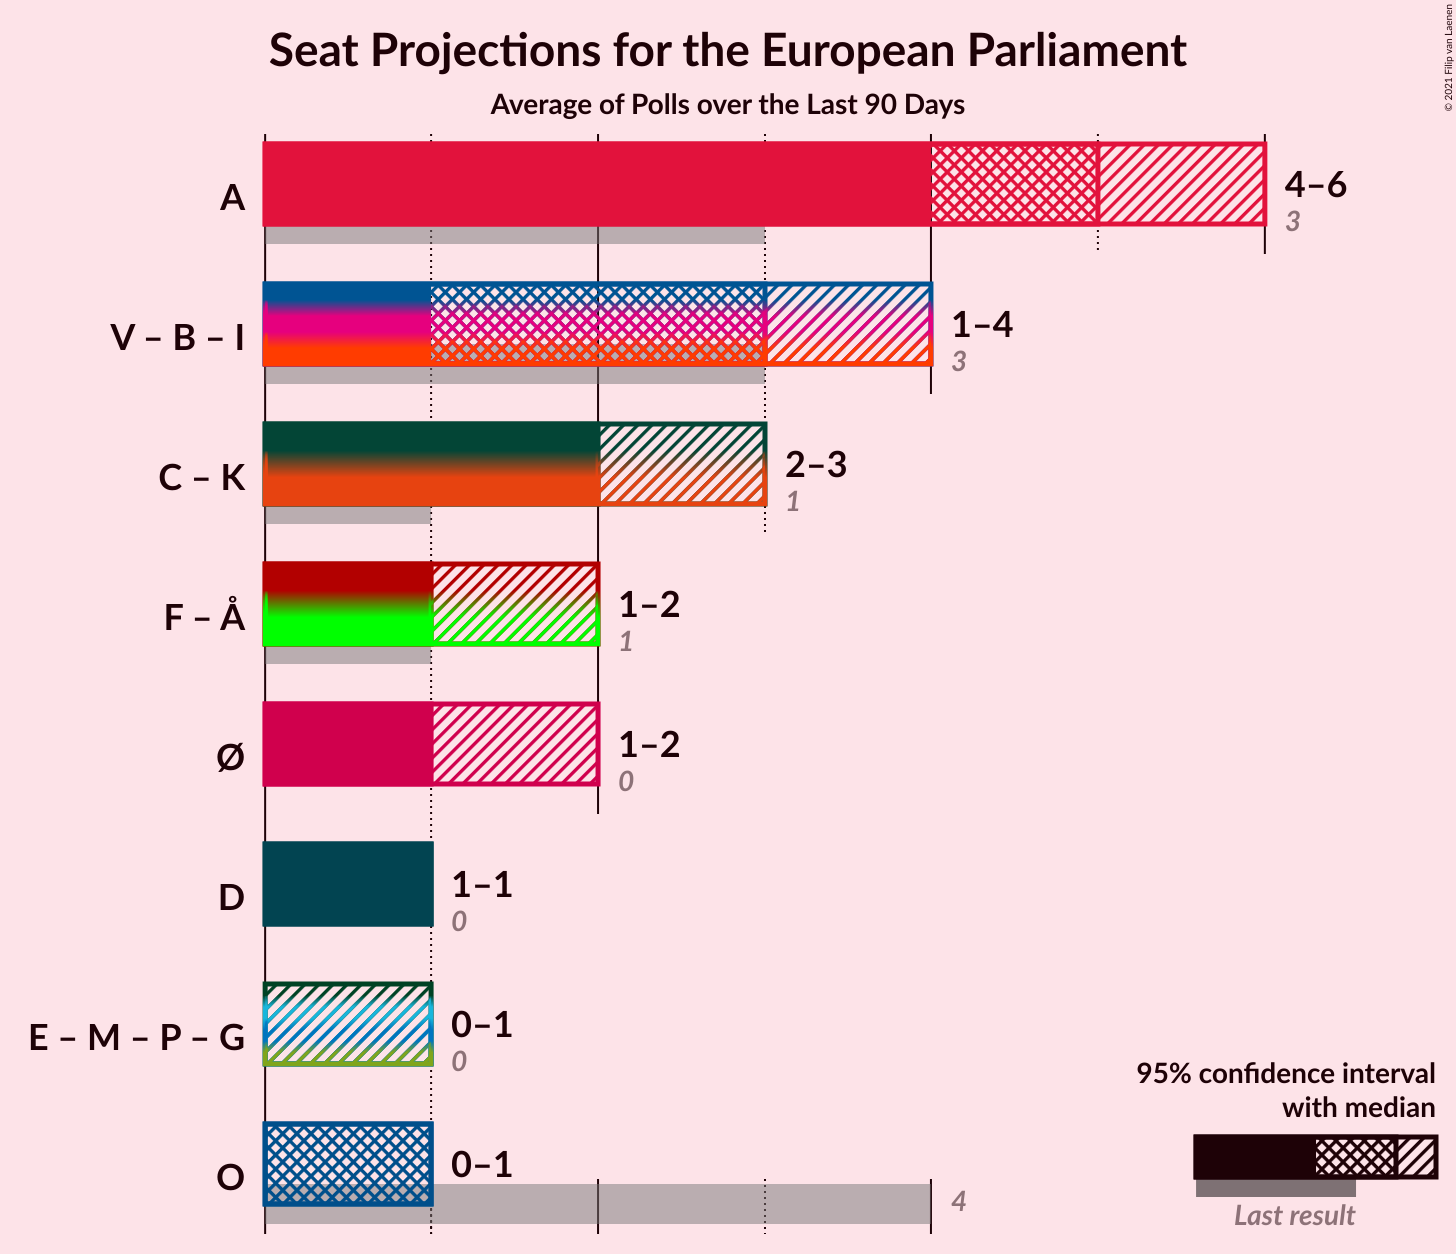 Seat Projections for the European Parliament
Average of Polls over the Last 90 Days
© 2021 Filip van Laenen
A
4–6
3
V – B – I
1–4
3
C – K
2–3
1
F – Å
1–2
1
Ø
1–2
0
D
1–1
0
E – M – P – G
0–1
0
O
0–1
4
95% confidence interval
with median
Last result